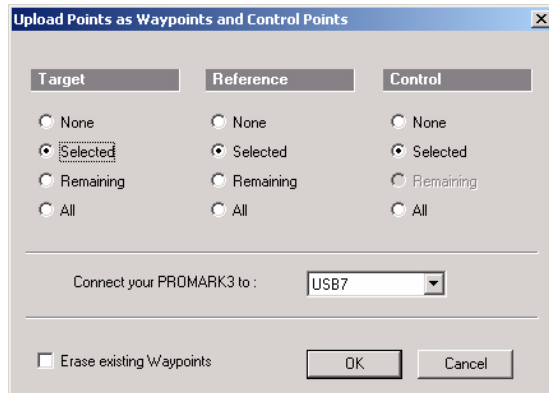 Upload Points as Waypoints and Control Points
Target Reference Control
None None None
Selected Selected Selected
Remaining Remaining Remaining
All All All
Connect your PROMARK3 to : USB7
Erase existing Waypoints OK Cancel